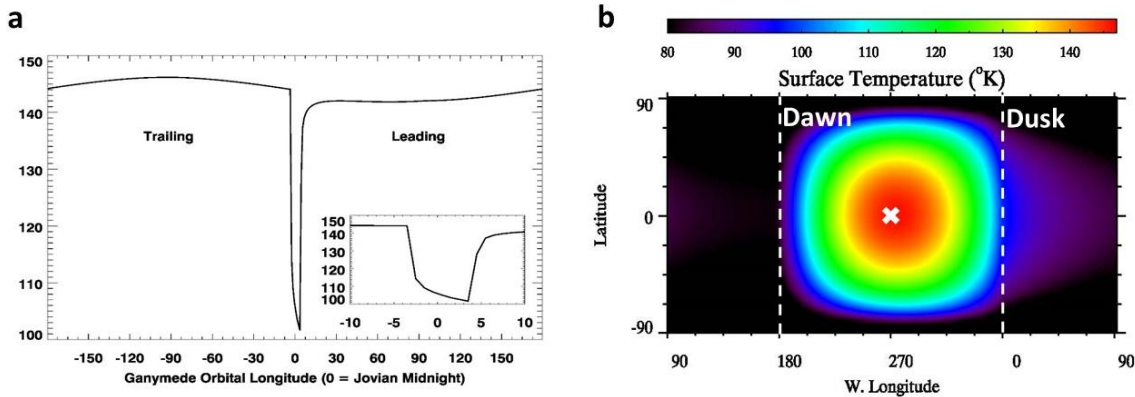 a
150
140
130
120
110
100
Trailing
Leading
150
140
130
120
110
100
-10 -5 0 5 10
-150 -120 -90 -60 -30 0 30 60 90 120 150
Ganymede Orbital Longitude (0 = Jovian Midnight)
b
80 90 100 110 120 130 140
Surface Temperature (°K)
90
0
-90
Latitude
Dawn
Dusk
90 180 270 0 90
W. Longitude